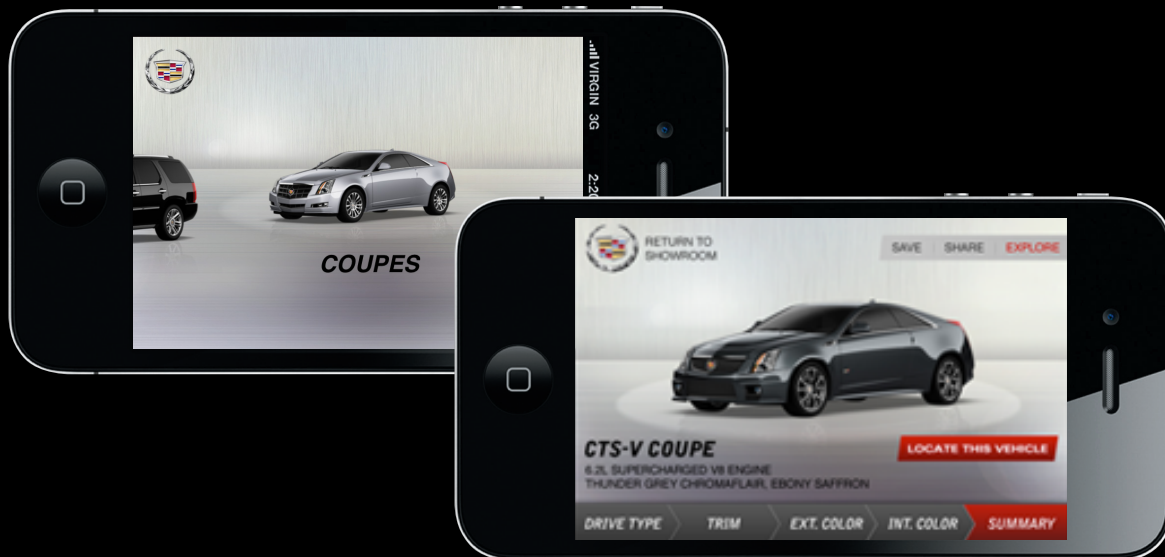 VIRGIN 3G
COUPES
RETURN TO
SHOWROOM
SAVE
SHARE
EXPLORE
CTS-V COUPE
LOCATE THIS VEHICLE
6.2L SUPERCHARGED V8 ENGINE
THUNDER GREY CHROMAFLAIR, EBONY SAFFRON
DRIVE TYPE
TRIM
EXT. COLOR
INT. COLOR
SUMMARY